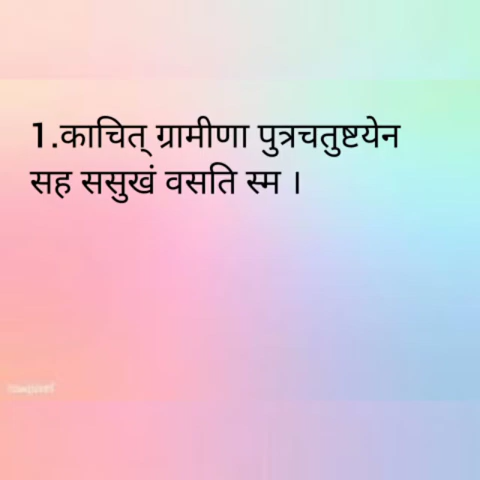 1.काचित् ग्रामीणा पुत्रचतुष्टयेन
सह ससुखं वसति स्म ।